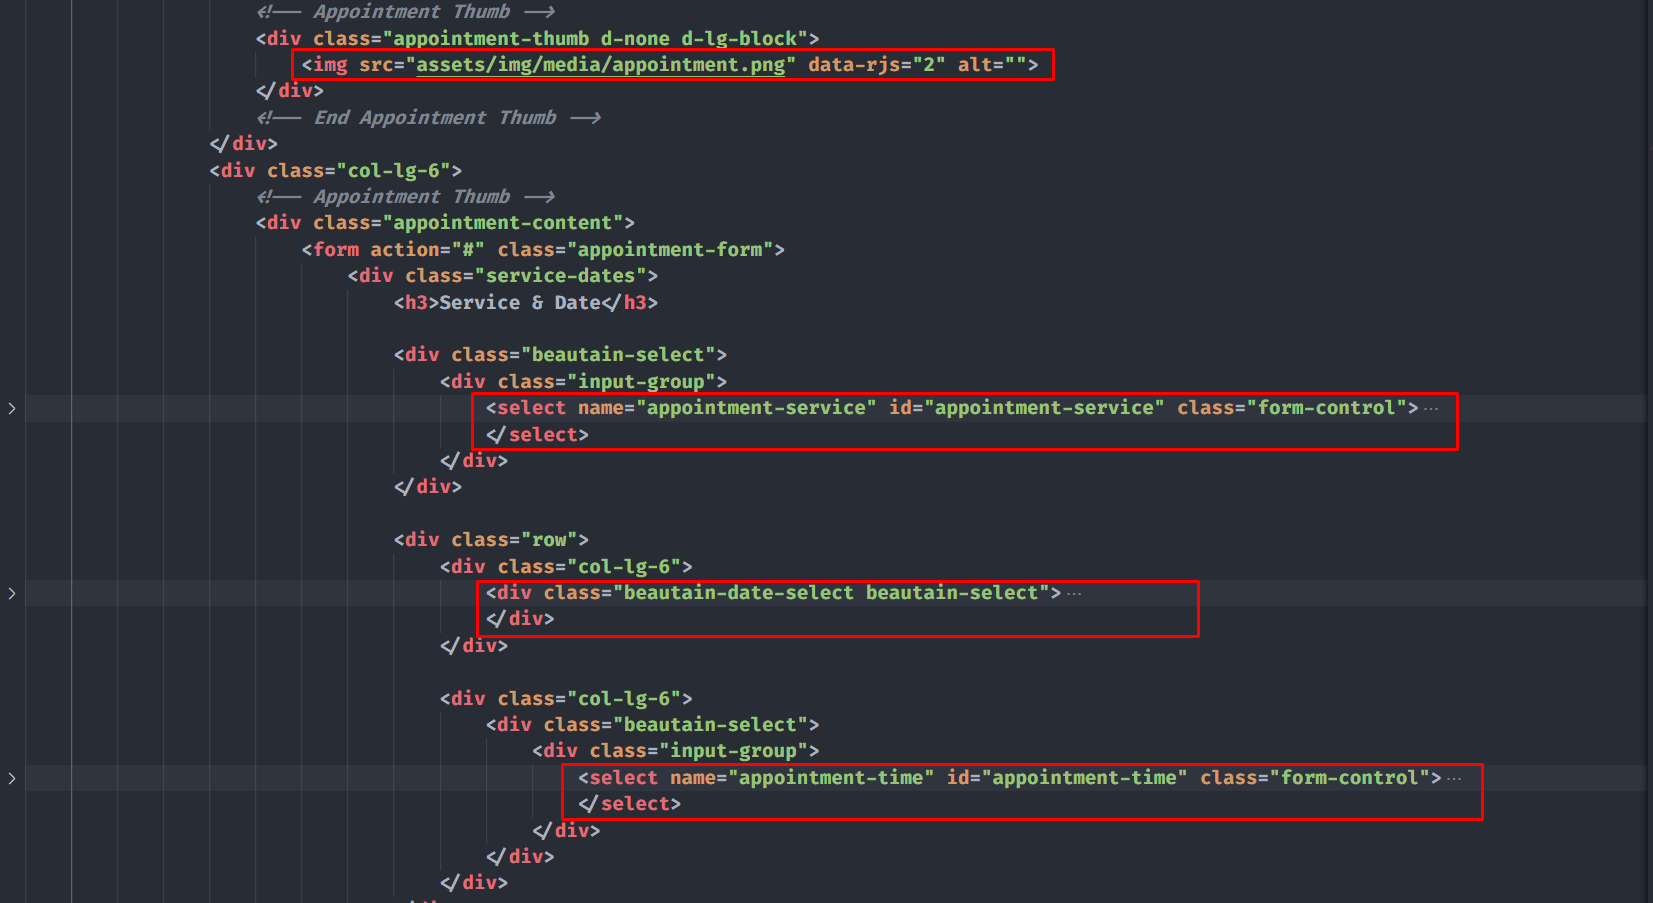 <!-- Appointment Thumb -->
<div class="appointment-thumb d-none d-lg-block">
<img src="assets/img/media/appointment.png" data-rjs="2" alt="">
</div>
<!-- End Appointment Thumb -->
</div>
<div class="col-lg-6">
<!-- Appointment Thumb -->
<div class="appointment-content">
<form action="#" class="appointment-form">
<div class="service-dates">
<h3>Service & Date</h3>
<div class="beautain-select">
<div class="input-group">
<select name="appointment-service" id="appointment-service" class="form-control">···
</select>
</div>
</div>
<div class="row">
<div class="col-lg-6">
<div class="beautain-date-select beautain-select">···
</div>
</div>
<div class="col-lg-6">
<div class="beautain-select">
<div class="input-group">
<select name="appointment-time" id="appointment-time" class="form-control">···
</select>
</div>
</div>
</div>